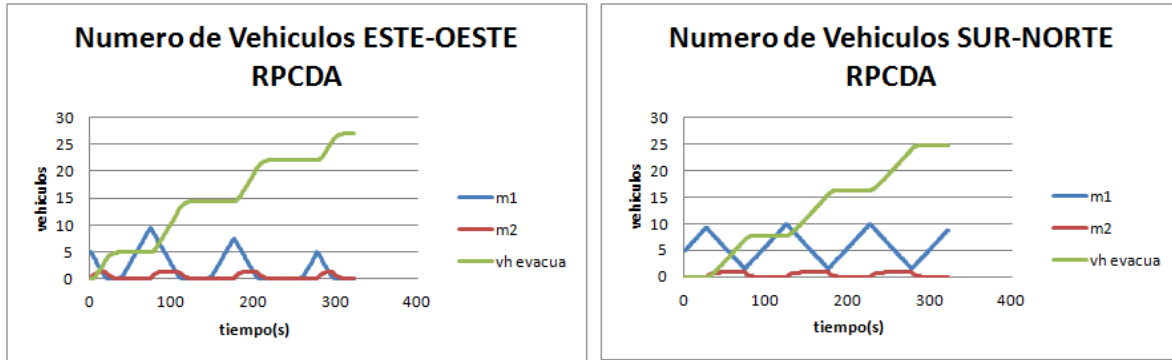 Numero de Vehiculos ESTE-OESTE
RPCDA
30
25
20
15
10
5
0
vehiculos
0 100 200 300 400
tiempo(s)
m1
m2
vh evacua
Numero de Vehiculos SUR-NORTE
RPCDA
30
25
20
15
10
5
0
vehiculos
0 100 200 300 400
tiempo(s)
m1
m2
vh evacua